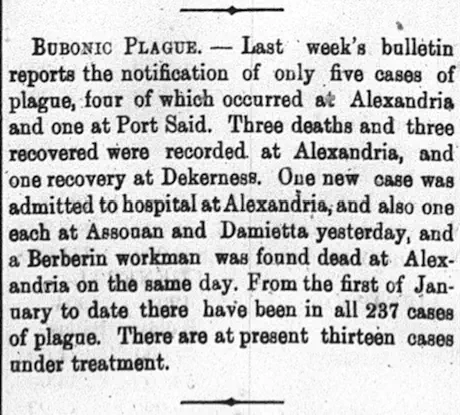 BUBONIC PLAGUE. — Last week's bulletin
reports the notification of only five cases of
plague, four of which occurred at Alexandria
and one at Port Said. Three deaths and three
recovered were recorded at Alexandria, and
one recovery at Dekerness. One new case was
admitted to hospital at Alexandria, and also one
each at Assouan and Damietta yesterday, and
a Berberin workman was found dead at Alex-
andria on the same day. From the first of Jan-
uary to date there have been in all 237 cases
of plague. There are at present thirteen cases
under treatment.